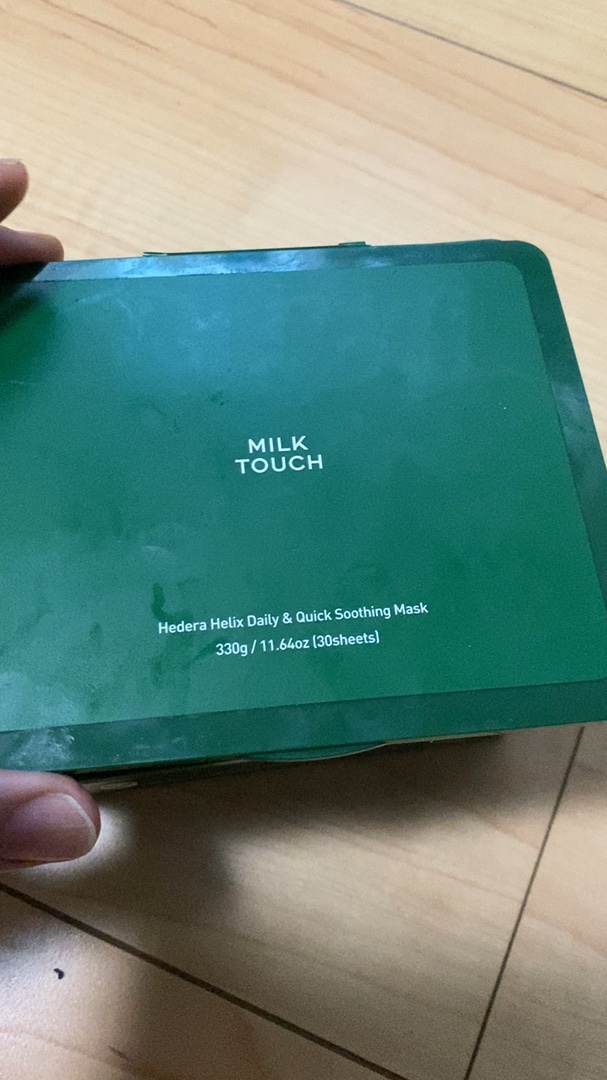 MILK
TOUCH
Hedera Helix Daily & Quick Soothing Mask
330g / 11.64oz (30sheets)